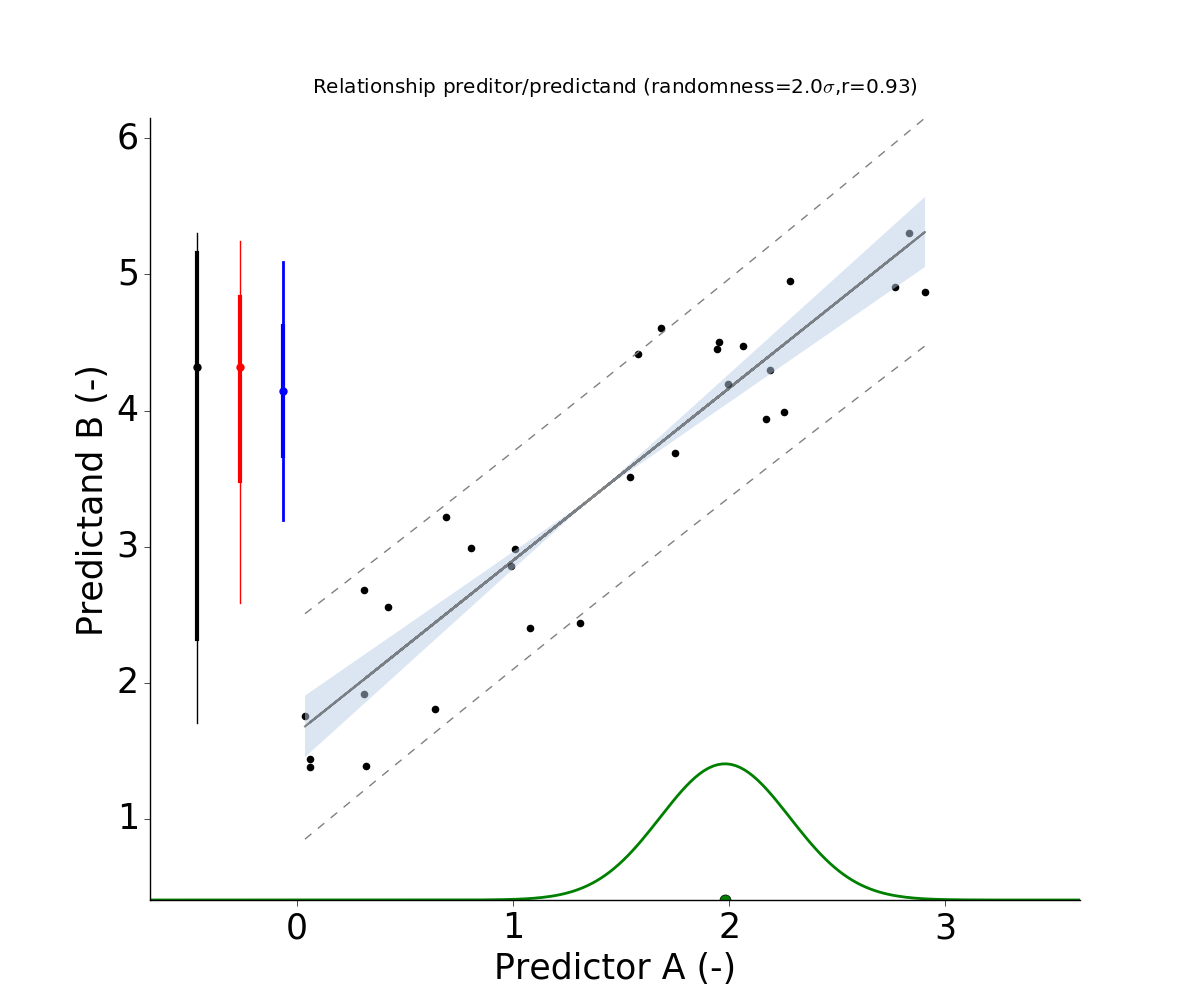 Relationship preditor/predictand (randomness=2.0σ,r=0.93)
6
5
4
3
2
1
Predictand B (-)
0 1 2 3
Predictor A (-)